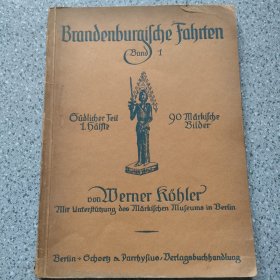 Brandenburgische Fahrten
Band 1
Südlicher Teil
1. Hälfte
90 Märkische
Bilder
von Werner Köhler
Mit Unterstützung des Märkischen Museums in Berlin
Berlin + Schoetz & Parrhysius + Verlagsbuchhandlung